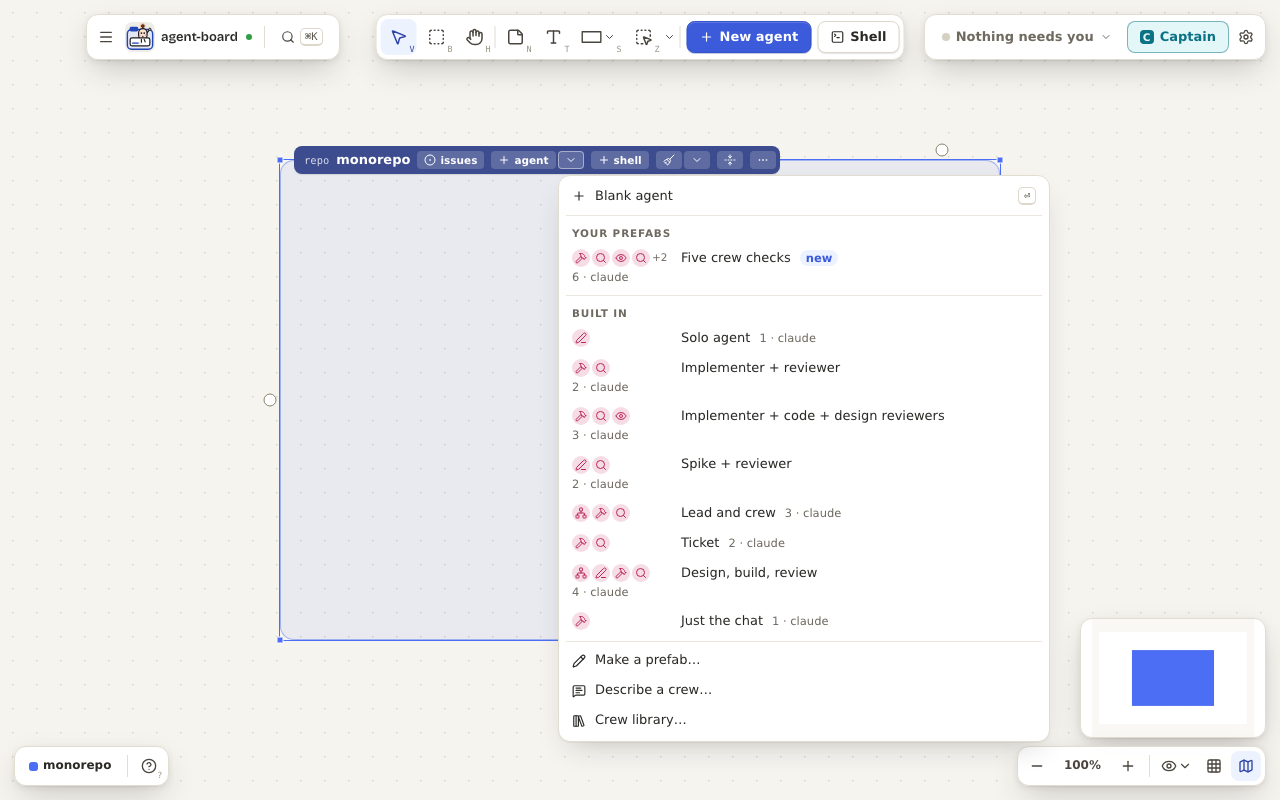 agent-board
⌘K
V
B
H
N
T
S
Z
+ New agent
Shell
Nothing needs you
C Captain
repo monorepo
issues
+ agent
+ shell
+ Blank agent
⏎
YOUR PREFABS
+2 Five crew checks new
6 · claude
BUILT IN
Solo agent 1 · claude
Implementer + reviewer
2 · claude
Implementer + code + design reviewers
3 · claude
Spike + reviewer
2 · claude
Lead and crew 3 · claude
Ticket 2 · claude
Design, build, review
4 · claude
Just the chat 1 · claude
Make a prefab…
Describe a crew…
Crew library…
monorepo
?
100%